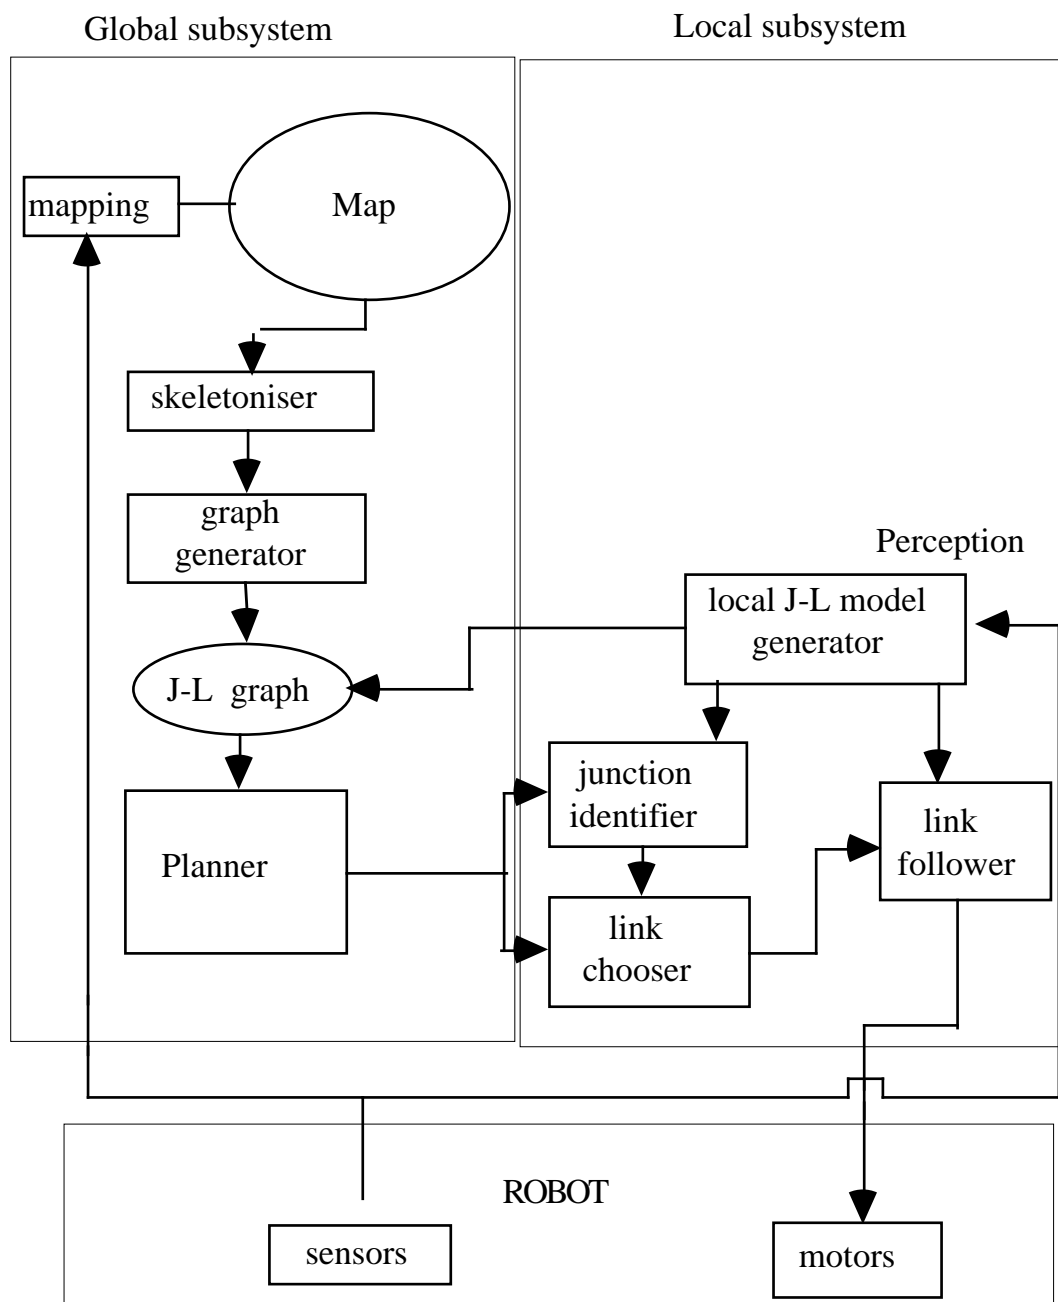 Global subsystem
Local subsystem
mapping
Map
skeletoniser
graph
generator
Perception
local J-L model
generator
J-L graph
junction
identifier
Planner
link
follower
link
chooser
ROBOT
sensors
motors